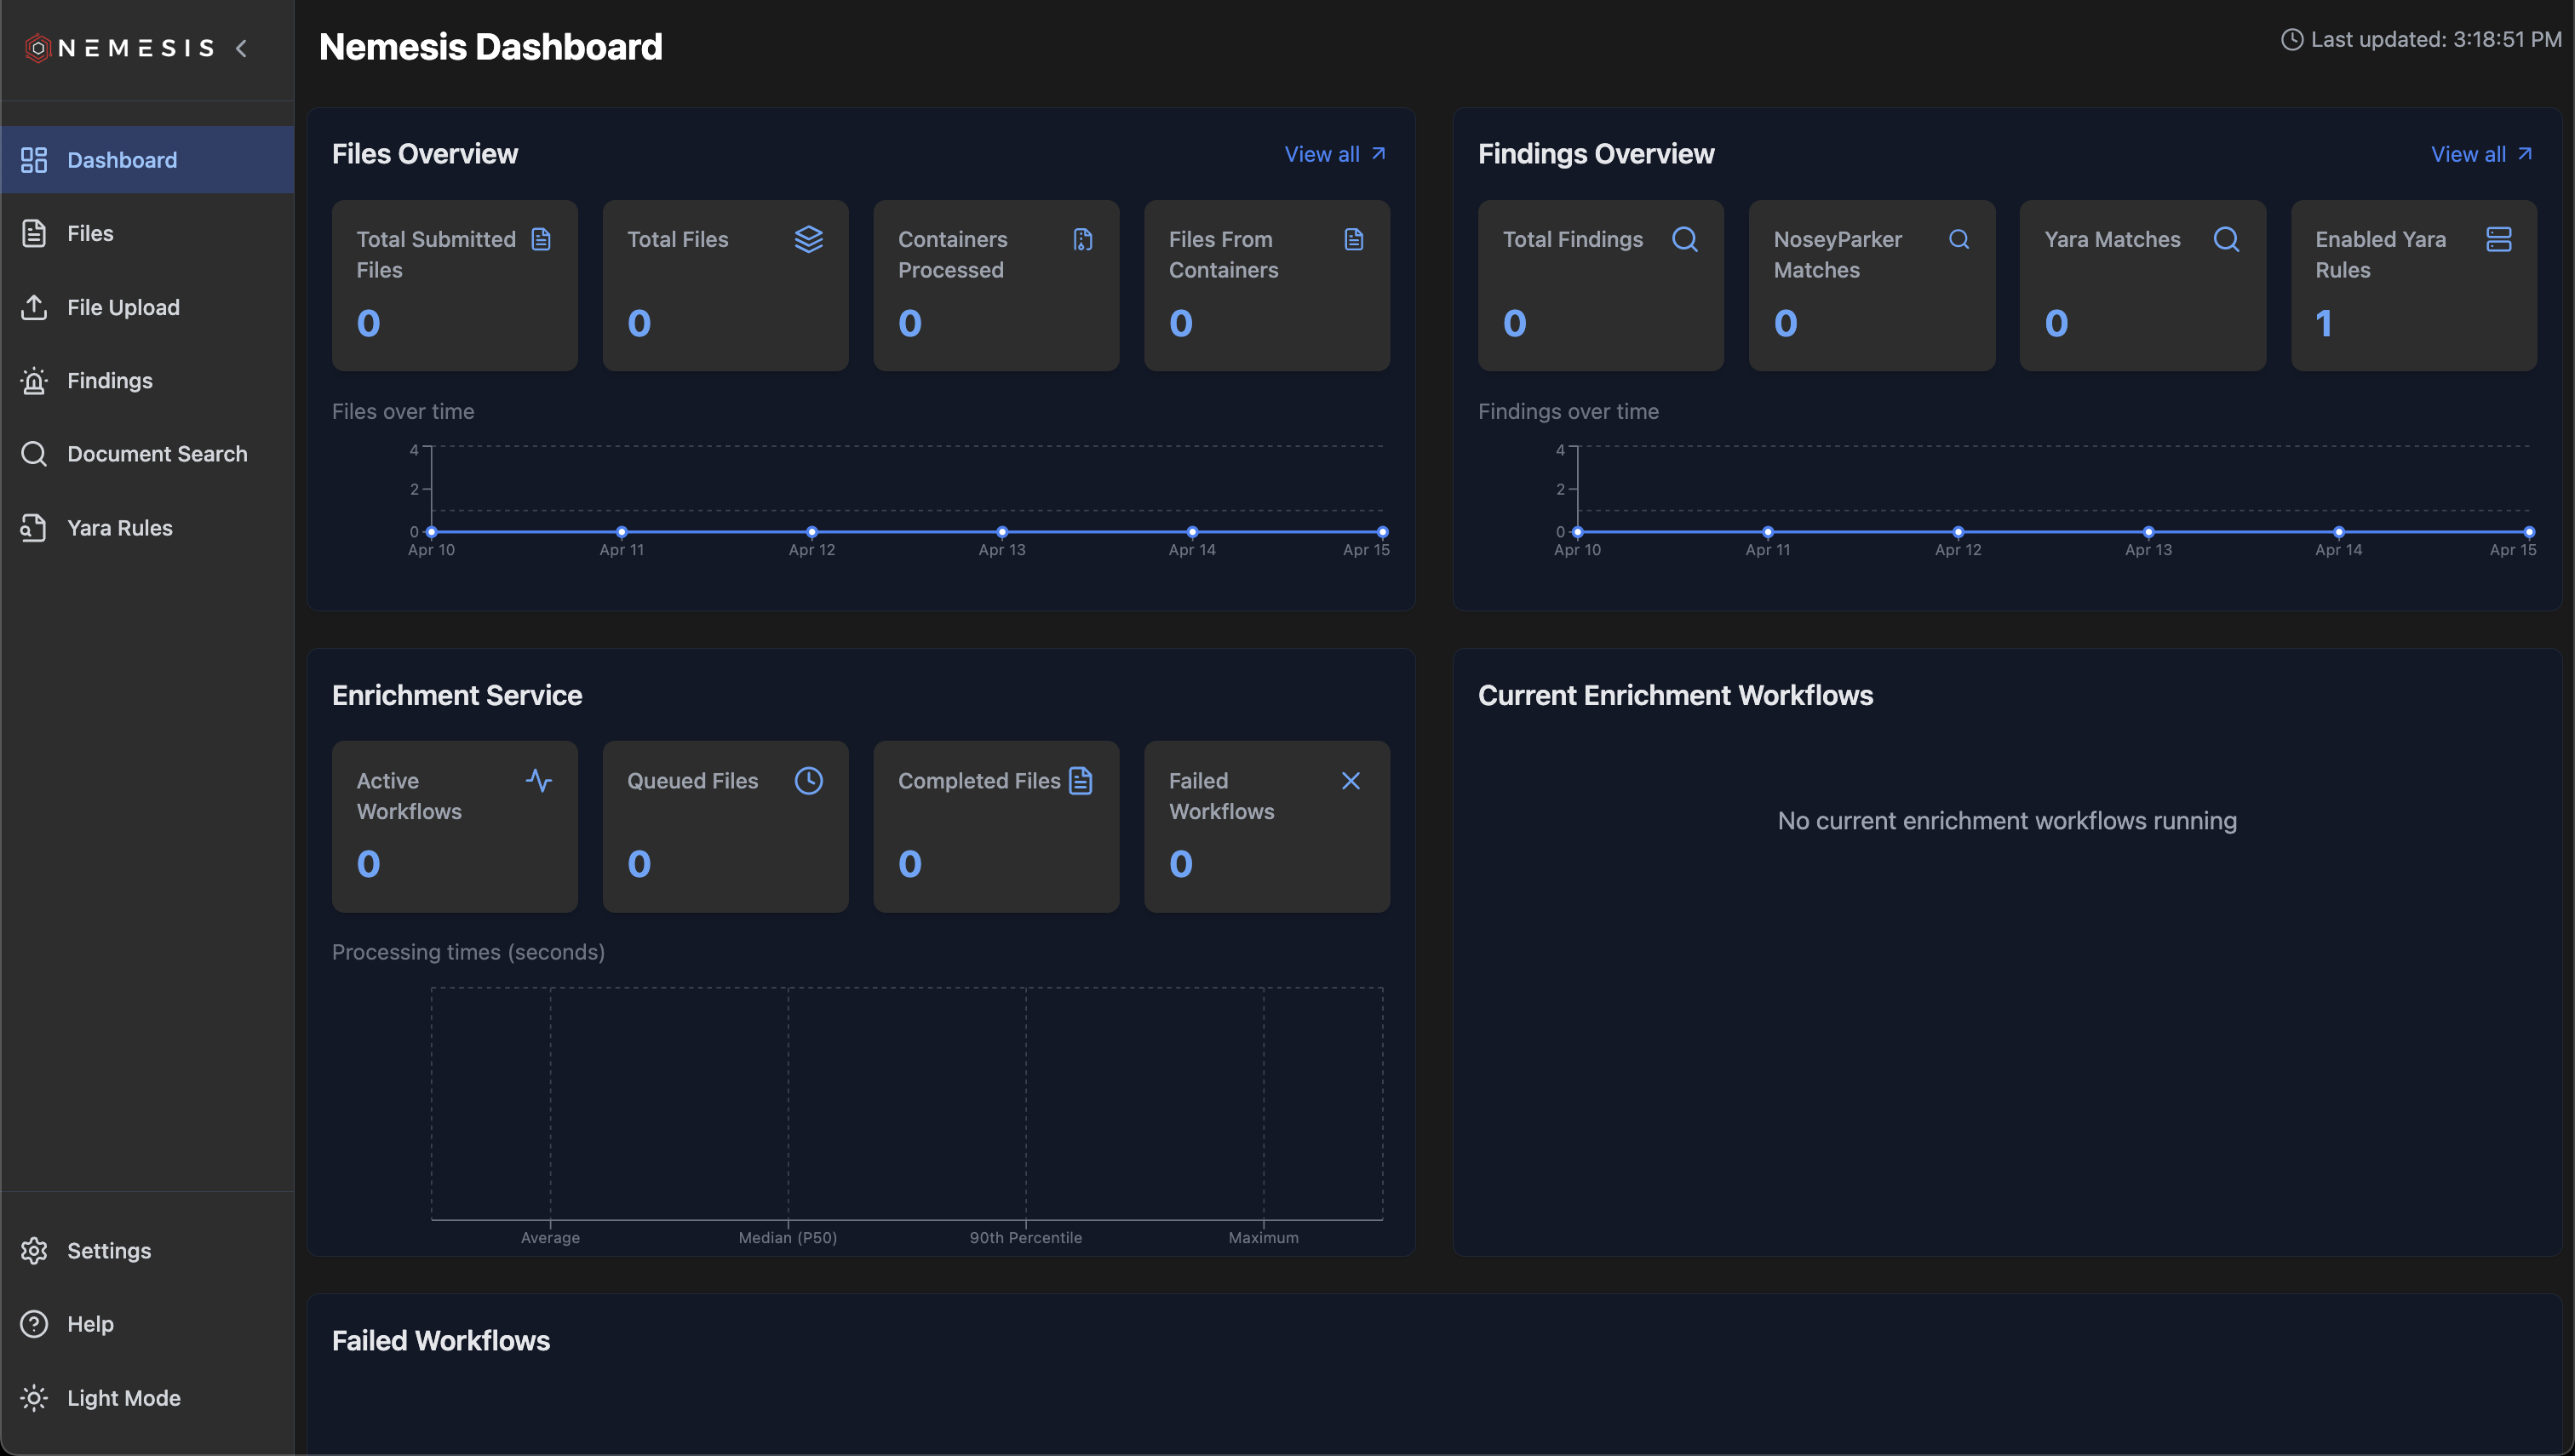 NEMESIS
Dashboard
Files
File Upload
Findings
Document Search
Yara Rules
Settings
Help
Light Mode
Nemesis Dashboard
Last updated: 3:18:51 PM
Files Overview
View all
Total Submitted
Files
0
Total Files
0
Containers
Processed
0
Files From
Containers
0
Files over time
4
2
0
Apr 10
Apr 11
Apr 12
Apr 13
Apr 14
Apr 15
Findings Overview
View all
Total Findings
0
NoseyParker
Matches
0
Yara Matches
0
Enabled Yara
Rules
1
Findings over time
4
2
0
Apr 10
Apr 11
Apr 12
Apr 13
Apr 14
Apr 15
Enrichment Service
Active
Workflows
0
Queued Files
0
Completed Files
0
Failed
Workflows
0
Processing times (seconds)
Average
Median (P50)
90th Percentile
Maximum
Current Enrichment Workflows
No current enrichment workflows running
Failed Workflows